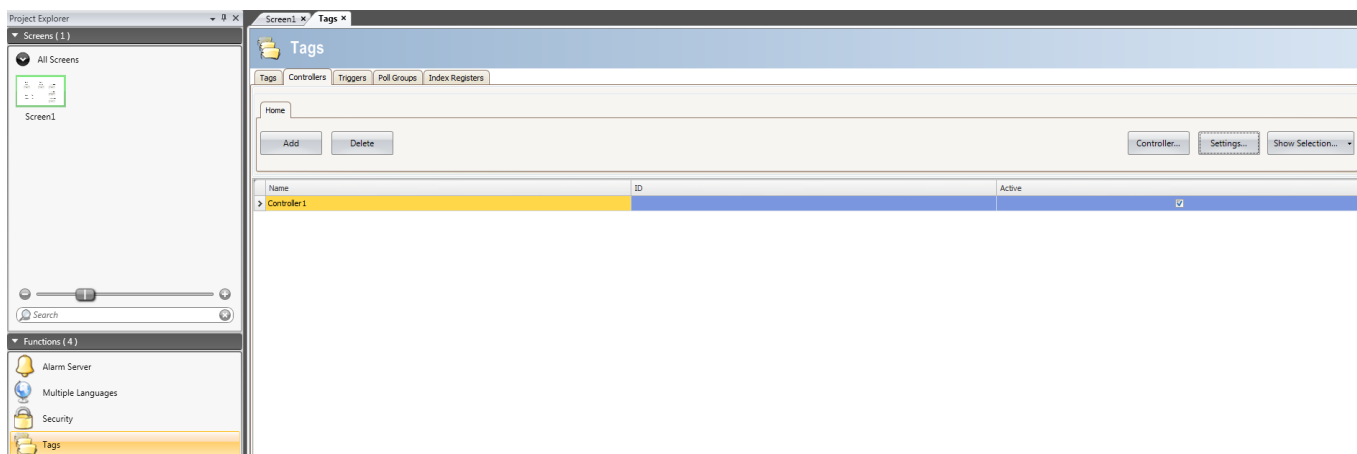 Project Explorer
Screens ( 1 )
All Screens
Screen1
Search
Functions ( 4 )
Alarm Server
Multiple Languages
Security
Tags
Screen1 × Tags ×
Tags
Tags Controllers Triggers Poll Groups Index Registers
Home
Add Delete Controller... Settings... Show Selection...
Name ID Active
Controller1